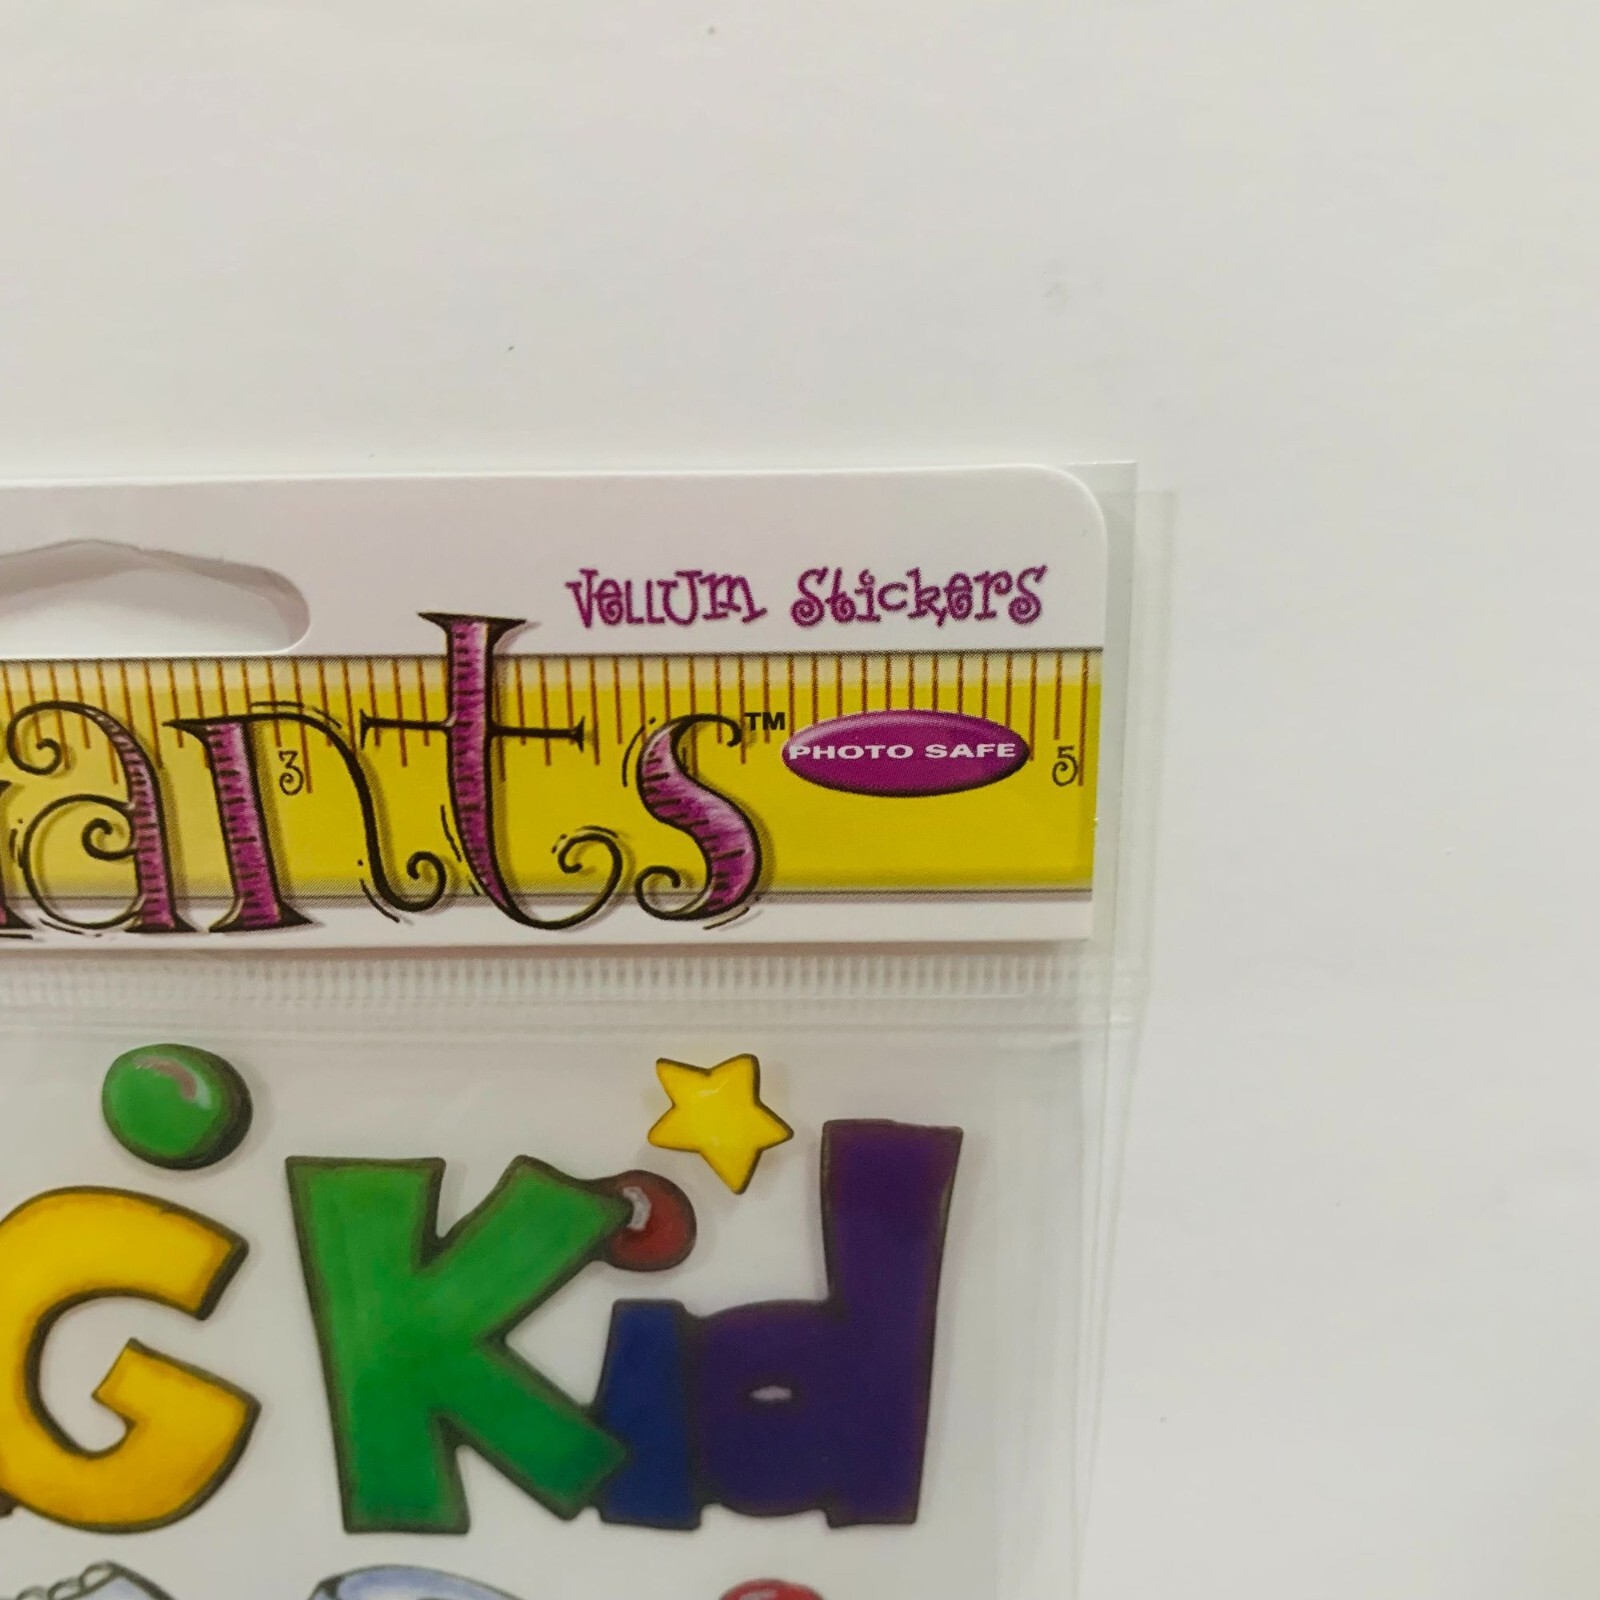 Vellum Stickers
ants™
PHOTO SAFE
3 5
G Kid